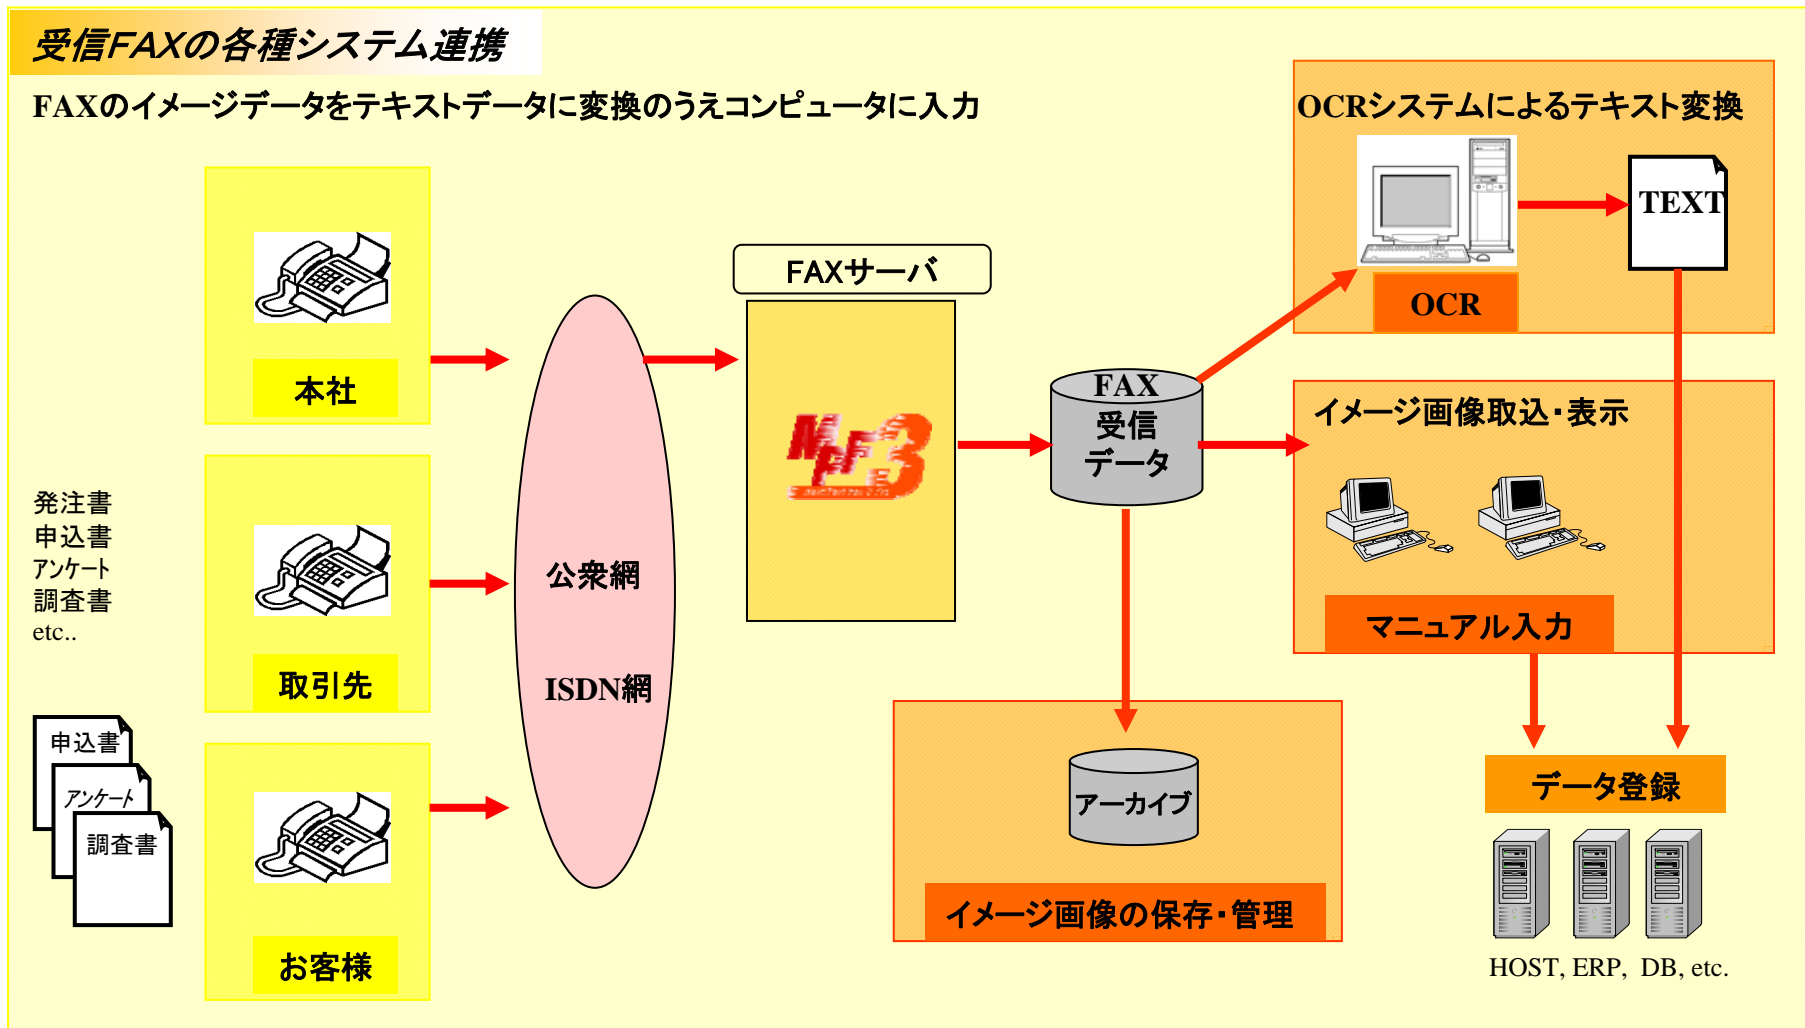 受信FAXの各種システム連携
FAXのイメージデータをテキストデータに変換のうえコンピュータに入力
発注書
申込書
アンケート
調査書
etc..
申込書
アンケート
調査書
本社
取引先
お客様
公衆網
ISDN網
FAXサーバ
FAX
受信
データ
OCRシステムによるテキスト変換
TEXT
OCR
イメージ画像取込・表示
マニュアル入力
アーカイブ
イメージ画像の保存・管理
データ登録
HOST, ERP, DB, etc.